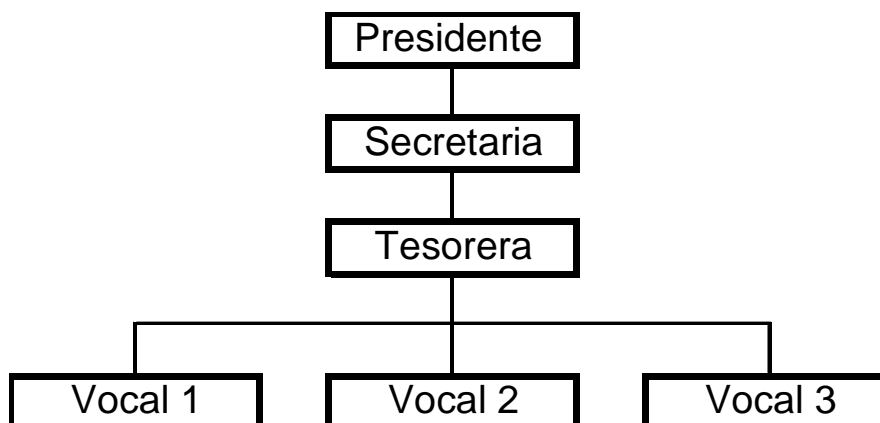 Presidente
Secretaria
Tesorera
Vocal 1 Vocal 2 Vocal 3